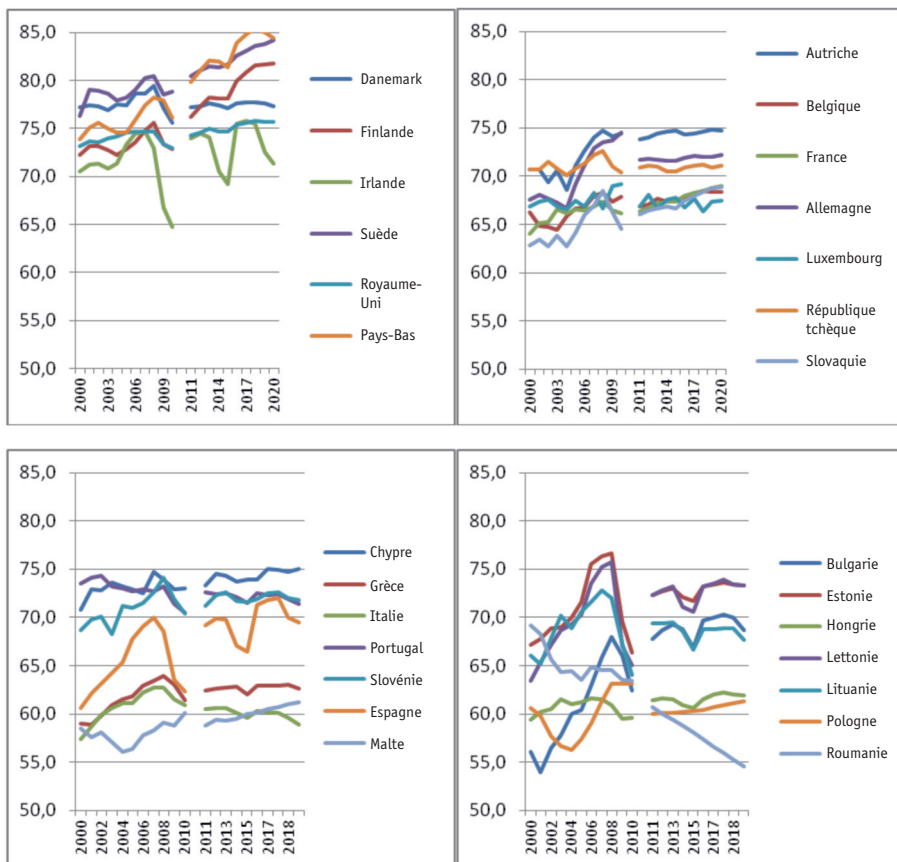 85,0
80,0
75,0
70,0
65,0
60,0
55,0
50,0
2000
2003
2006
2009
2011
2014
2017
2020
Danemark
Finlande
Irlande
Suède
Royaume-
Uni
Pays-Bas
85,0
80,0
75,0
70,0
65,0
60,0
55,0
50,0
2000
2003
2006
2009
2011
2014
2017
2020
Autriche
Belgique
France
Allemagne
Luxembourg
République
tchèque
Slovaquie
85,0
80,0
75,0
70,0
65,0
60,0
55,0
50,0
2000
2002
2004
2006
2008
2010
2011
2013
2015
2016
2018
Chypre
Grèce
Italie
Portugal
Slovénie
Espagne
Malte
85,0
80,0
75,0
70,0
65,0
60,0
55,0
50,0
2000
2002
2004
2006
2008
2010
2011
2013
2015
2016
2018
Bulgarie
Estonie
Hongrie
Lettonie
Lituanie
Pologne
Roumanie